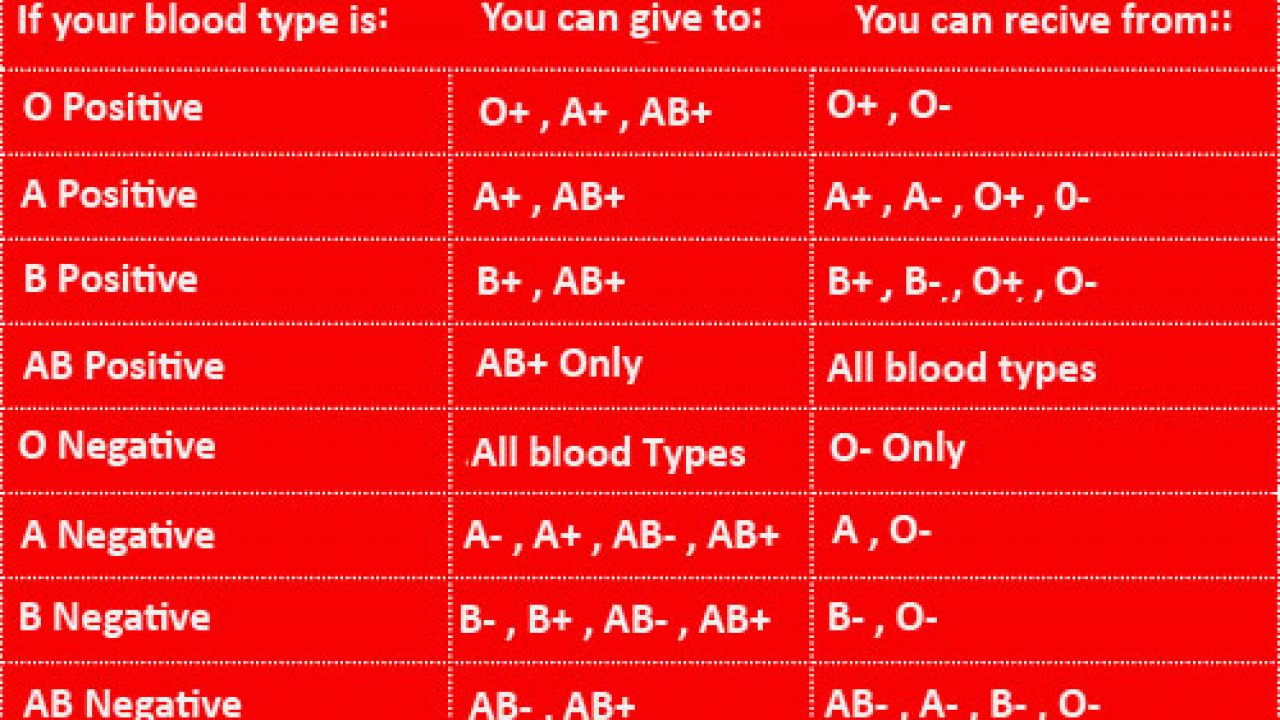 If your blood type is: You can give to: You can recive from::
O Positive O+ , A+ , AB+ O+ , O-
A Positive A+ , AB+ A+ , A- , O+ , 0-
B Positive B+ , AB+ B+ , B- , O+ , O-
AB Positive AB+ Only All blood types
O Negative All blood Types O- Only
A Negative A- , A+ , AB- , AB+ A , O-
B Negative B- , B+ , AB- , AB+ B- , O-
AB Negative AB- , AB+ AB- , A- , B- , O-